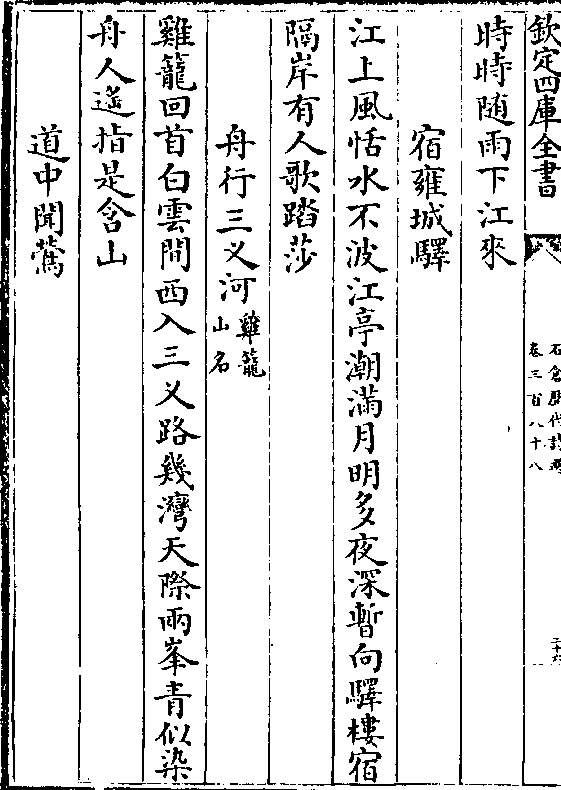 欽定四庫全書
石倉歷代詩選
卷三百八十八
二十六
時時随雨下江來
宿雍城驛
江上風恬水不波江亭潮滿月明多夜深暫向驛樓宿
隔岸有人歌踏莎
舟行三义河雞籠山名
雞籠回首白雲間西入三义路幾灣天際兩峯青似染
舟人遙指是含山
道中聞鶯